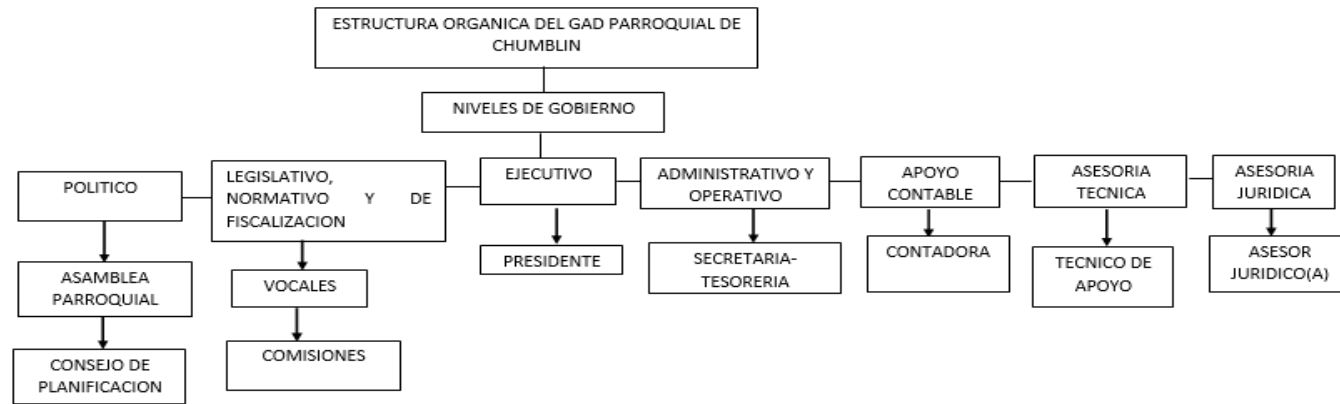 ESTRUCTURA ORGANICA DEL GAD PARROQUIAL DE
CHUMBLIN
NIVELES DE GOBIERNO
POLITICO
LEGISLATIVO,
NORMATIVO Y DE
FISCALIZACION
EJECUTIVO
ADMINISTRATIVO Y
OPERATIVO
APOYO
CONTABLE
ASESORIA
TECNICA
ASESORIA
JURIDICA
ASAMBLEA
PARROQUIAL
VOCALES
PRESIDENTE
SECRETARIA-
TESORERIA
CONTADORA
TECNICO DE
APOYO
ASESOR
JURIDICO(A)
CONSEJO DE
PLANIFICACION
COMISIONES